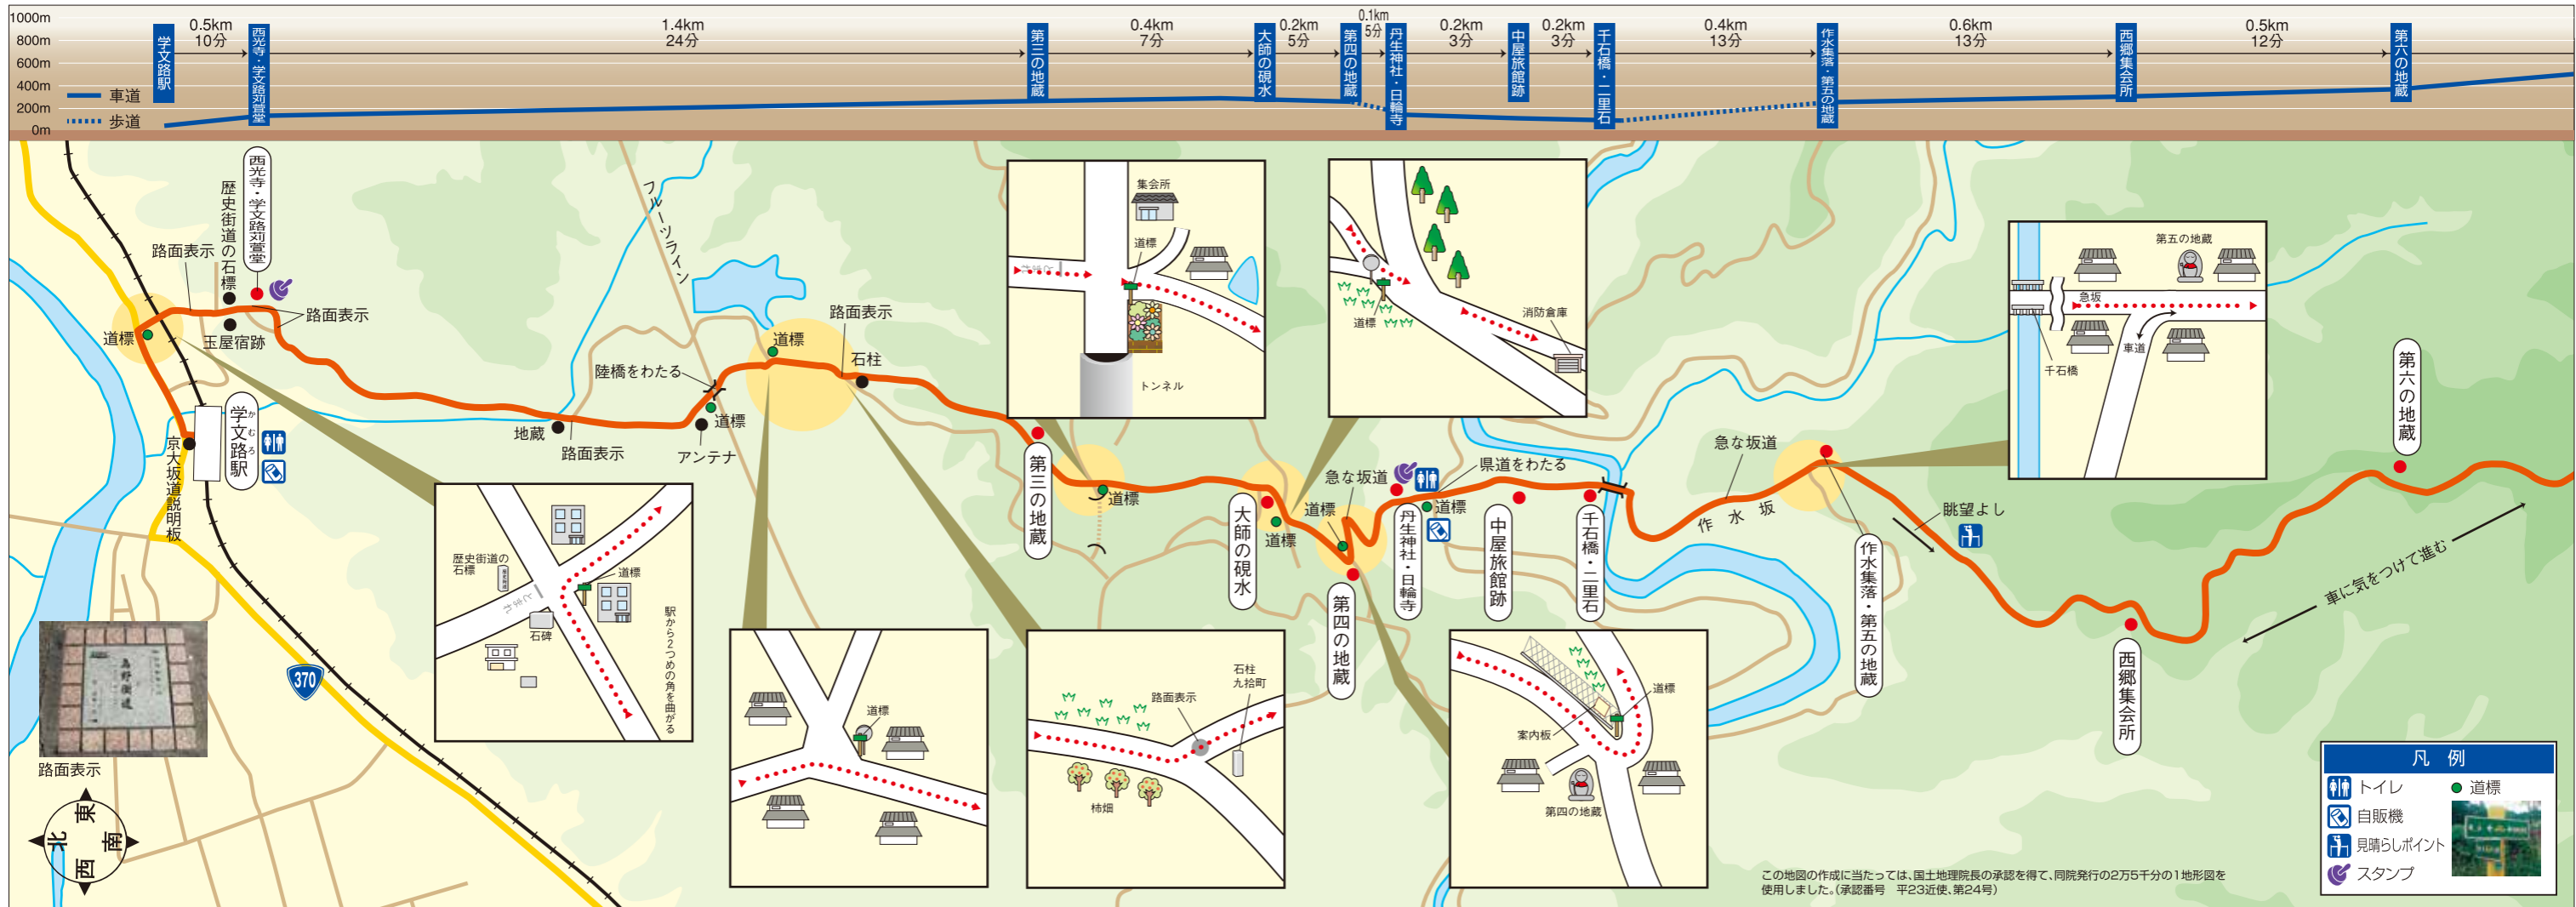 1000m
800m
600m
400m
200m
0m
車道
歩道
学文路駅
0.5km
10分
西光寺・学文路苅萱堂
1.4km
24分
第三の地蔵
0.4km
7分
大師の硯水
0.2km
5分
第四の地蔵
0.1km
5分
丹生神社・日輪寺
0.2km
3分
中屋旅館跡
0.2km
3分
千石橋・二里石
0.4km
13分
作水集落・第五の地蔵
0.6km
13分
西郷集会所
0.5km
12分
第六の地蔵
西光寺・学文路苅萱堂
歴史街道の石標
路面表示
路面表示
道標
玉屋宿跡
学文路駅
かむろ
京大坂道説明板
フルーツライン
地蔵
路面表示
陸橋をわたる
道標
アンテナ
道標
路面表示
石柱
第三の地蔵
道標
大師の硯水
道標
道標
急な坂道
第四の地蔵
丹生神社・日輪寺
道標
県道をわたる
中屋旅館跡
千石橋・二里石
急な坂道
作水坂
作水集落・第五の地蔵
眺望よし
西郷集会所
車に気をつけて進む
第六の地蔵
集会所
道標
トンネル
道標
消防倉庫
第五の地蔵
急坂
車道
千石橋
歴史街道の
石標
道標
とまれ
石碑
駅から2つめの角を曲がる
道標
路面表示
石柱
九拾町
柿畑
道標
案内板
第四の地蔵
370
高野街道
路面表示
東
北
南
西
凡例
トイレ
道標
自販機
見晴らしポイント
スタンプ
この地図の作成に当たっては、国土地理院長の承認を得て、同院発行の2万5千分の1地形図を
使用しました。(承認番号 平23近使、第24号)